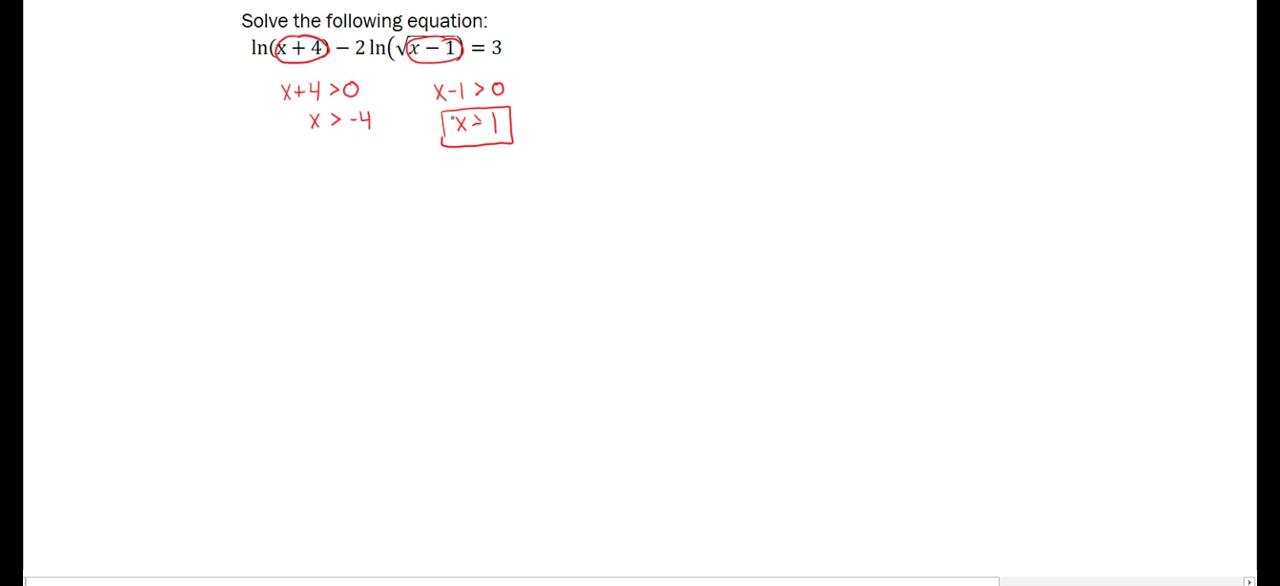 Solve the following equation:
ln(x + 4) − 2 ln(√x − 1) = 3
x+4 >0 x-1 > 0
x > -4 x > 1